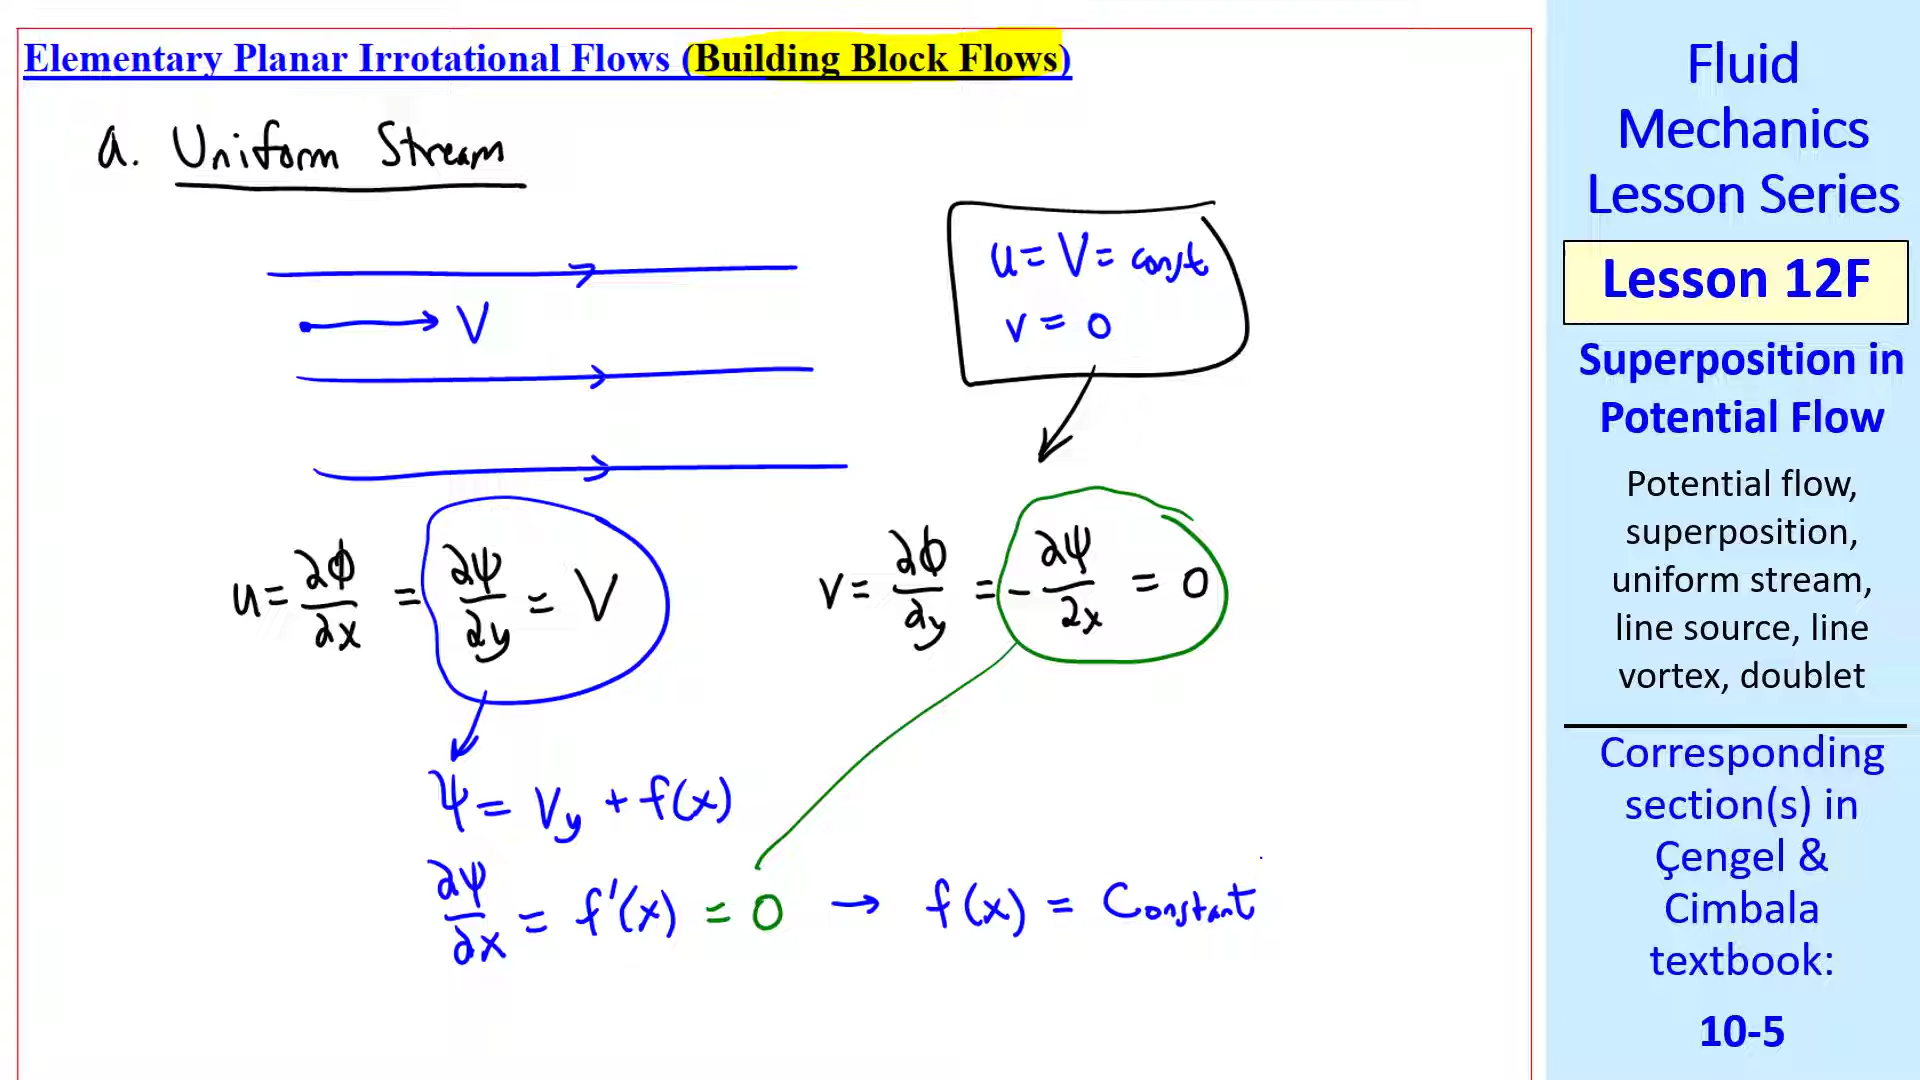 Elementary Planar Irrotational Flows (Building Block Flows)
a. Uniform Stream
V
u = V = const
v = 0
u = ∂ϕ/∂x = ∂ψ/∂y = V
v = ∂ϕ/∂y = -∂ψ/∂x = 0
ψ = Vy + f(x)
∂ψ/∂x = f'(x) = 0 → f(x) = Constant
Fluid
Mechanics
Lesson Series
Lesson 12F
Superposition in
Potential Flow
Potential flow,
superposition,
uniform stream,
line source, line
vortex, doublet
Corresponding
section(s) in
Çengel &
Cimbala
textbook:
10-5